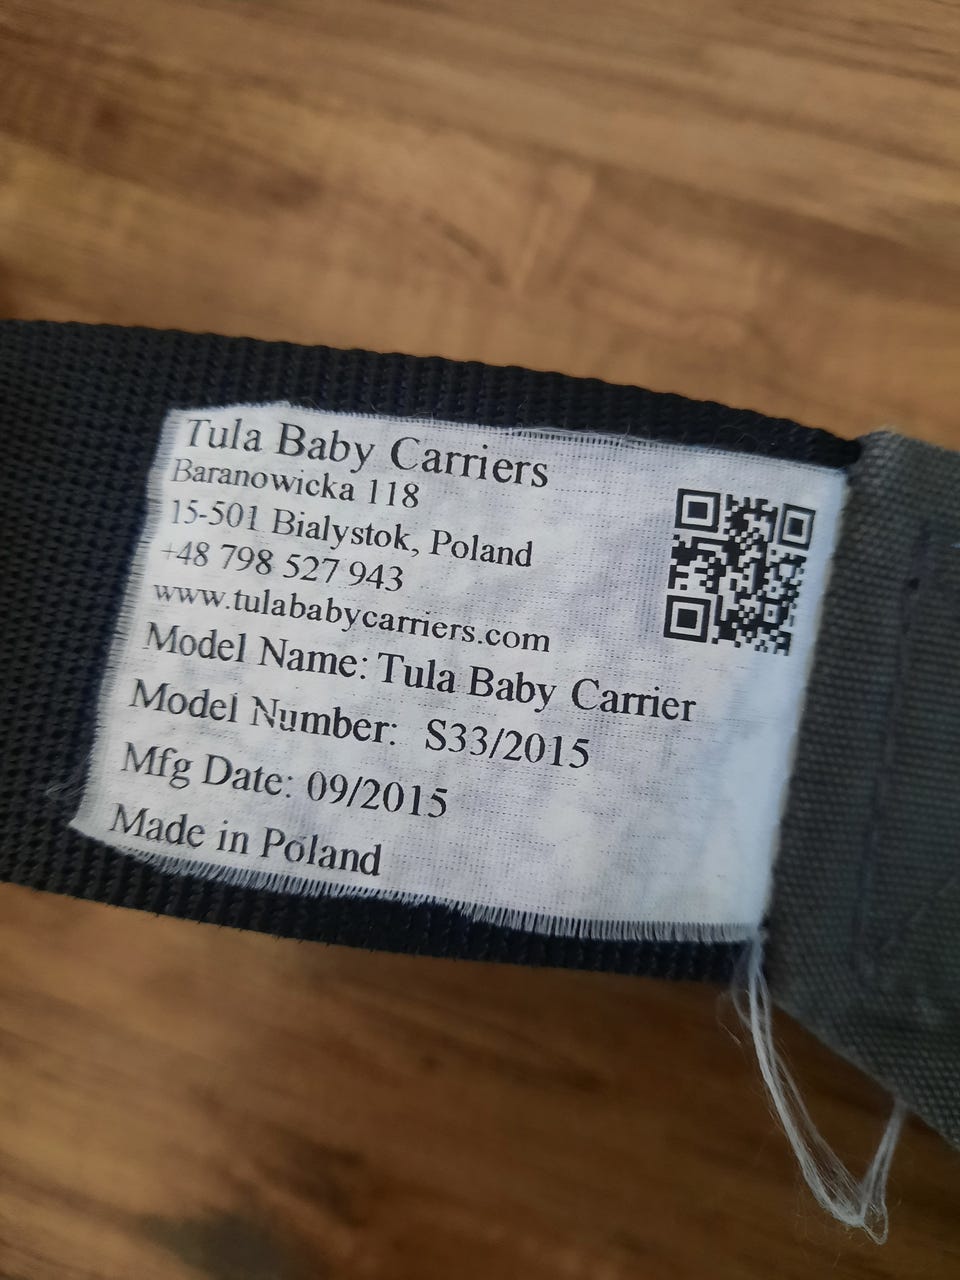 Tula Baby Carriers
Baranowicka 118
15-501 Bialystok, Poland
+48 798 527 943
www.tulababycarriers.com
Model Name: Tula Baby Carrier
Model Number: S33/2015
Mfg Date: 09/2015
Made in Poland